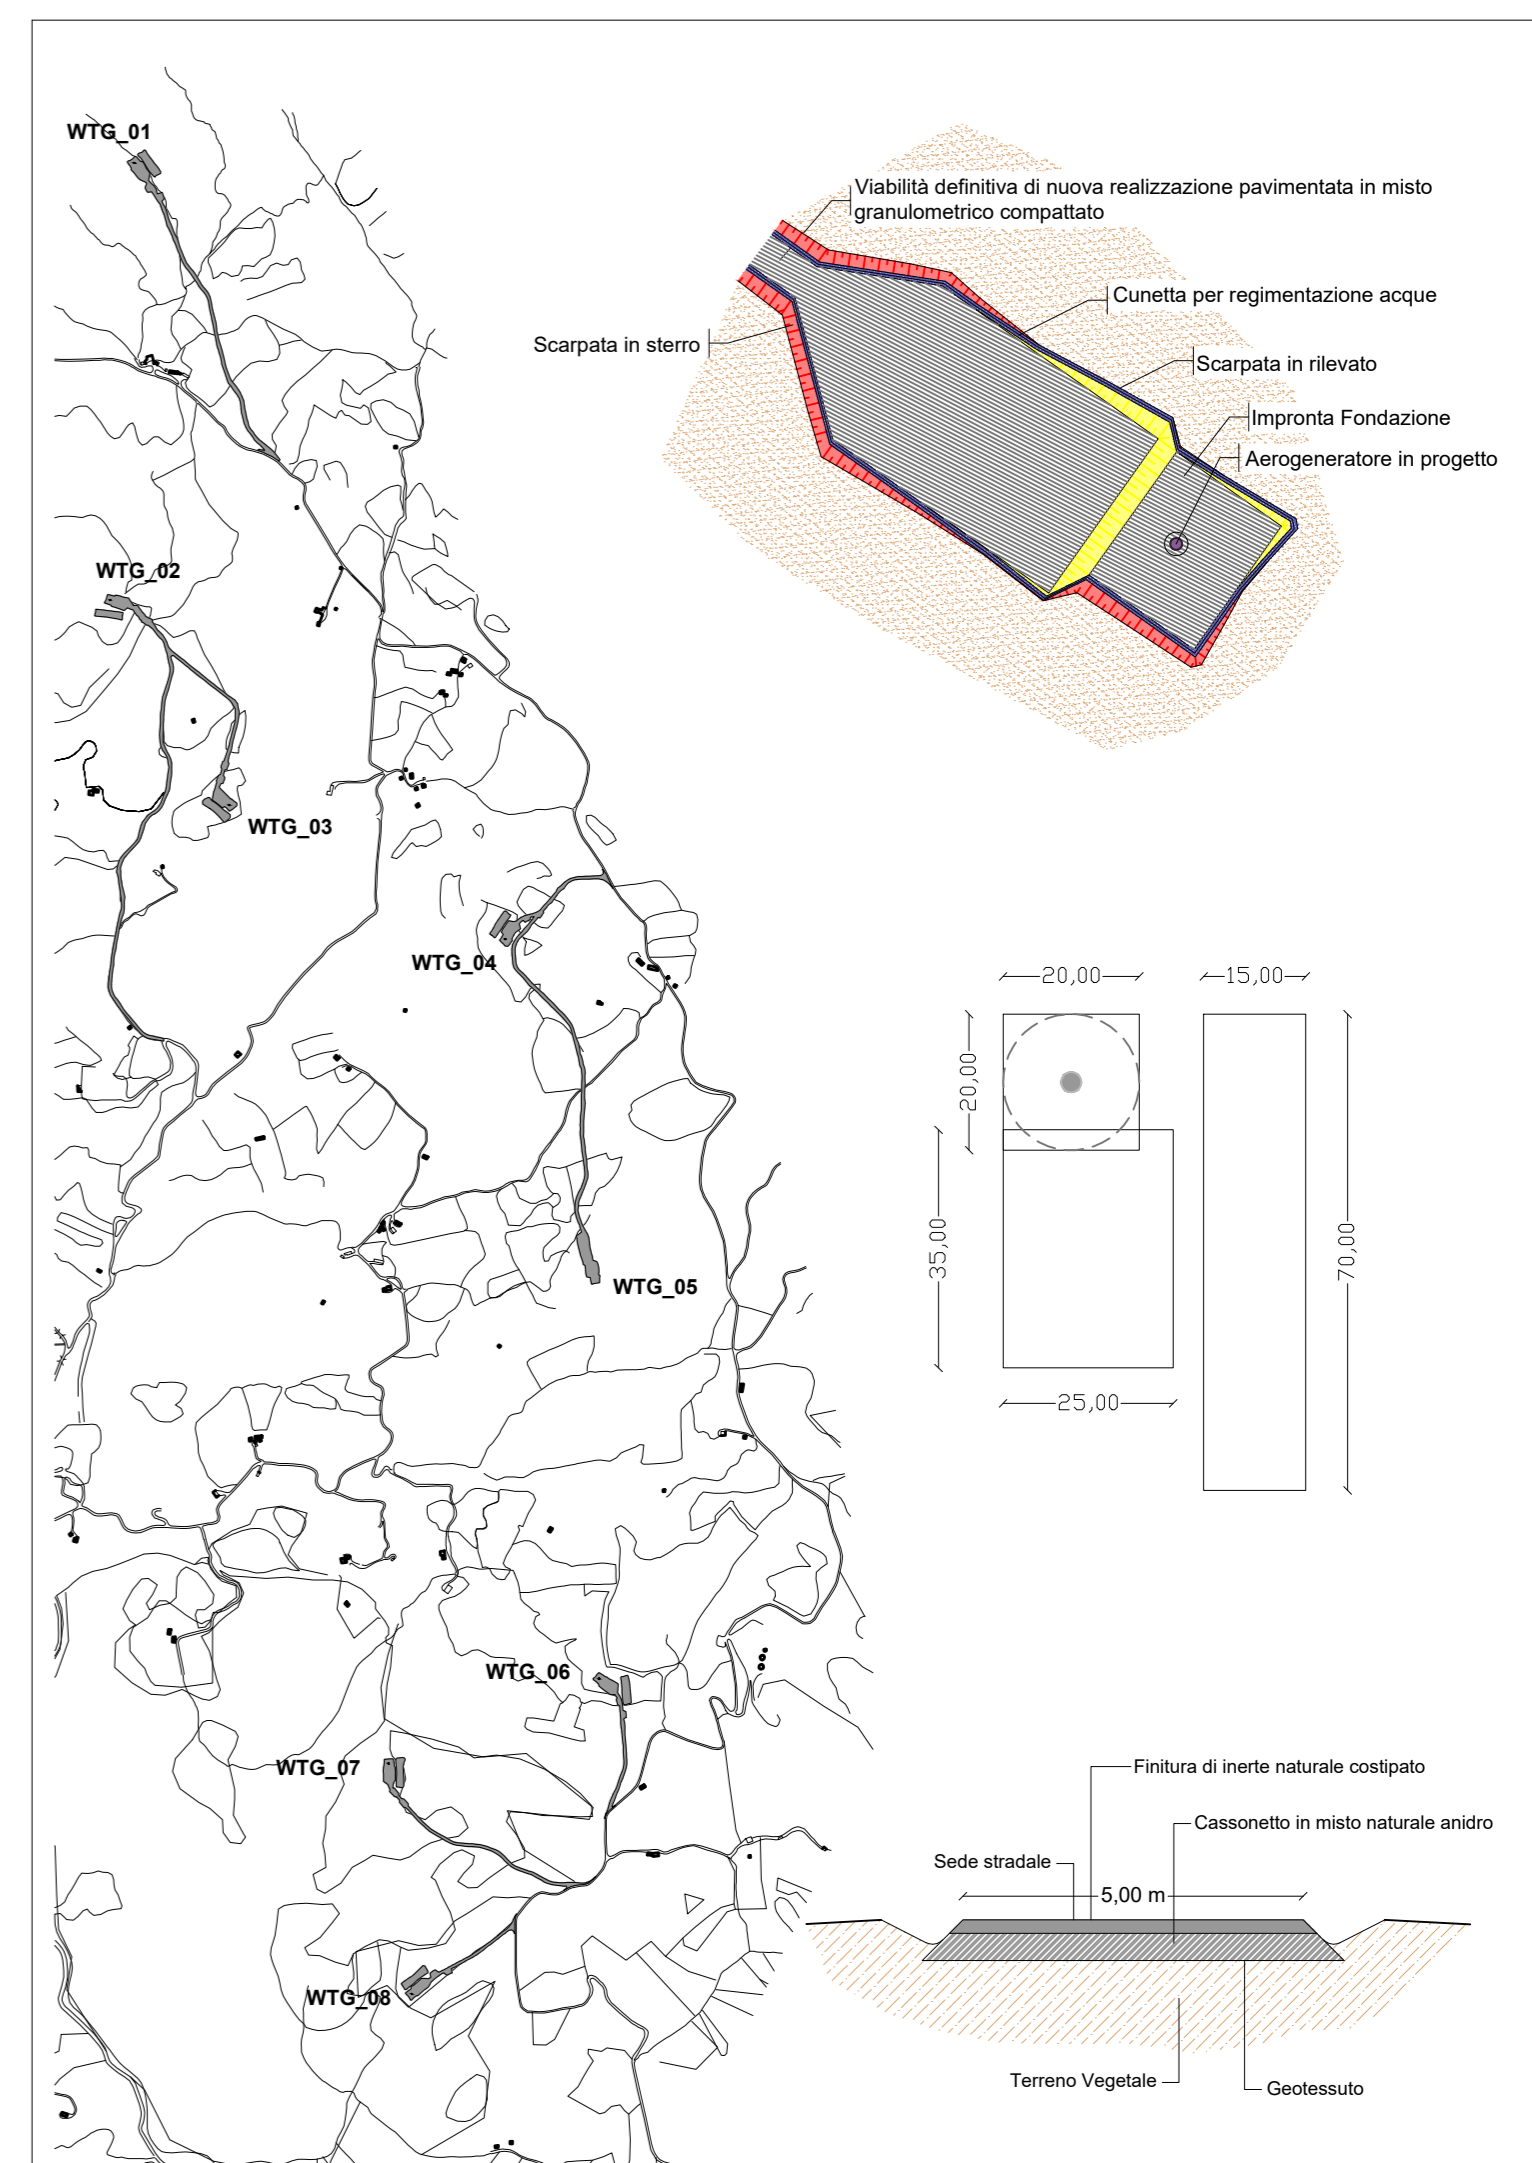 WTG_01
Viabilità definitiva di nuova realizzazione pavimentata in misto
granulometrico compattato
Cunetta per regimentazione acque
Scarpata in sterro
Scarpata in rilevato
Impronta Fondazione
Aerogeneratore in progetto
WTG_02
WTG_03
WTG_04
20,00
15,00
20,00
35,00
70,00
25,00
WTG_05
WTG_06
WTG_07
Finitura di inerte naturale costipato
Cassonetto in misto naturale anidro
Sede stradale
5,00 m
WTG_08
Terreno Vegetale
Geotessuto